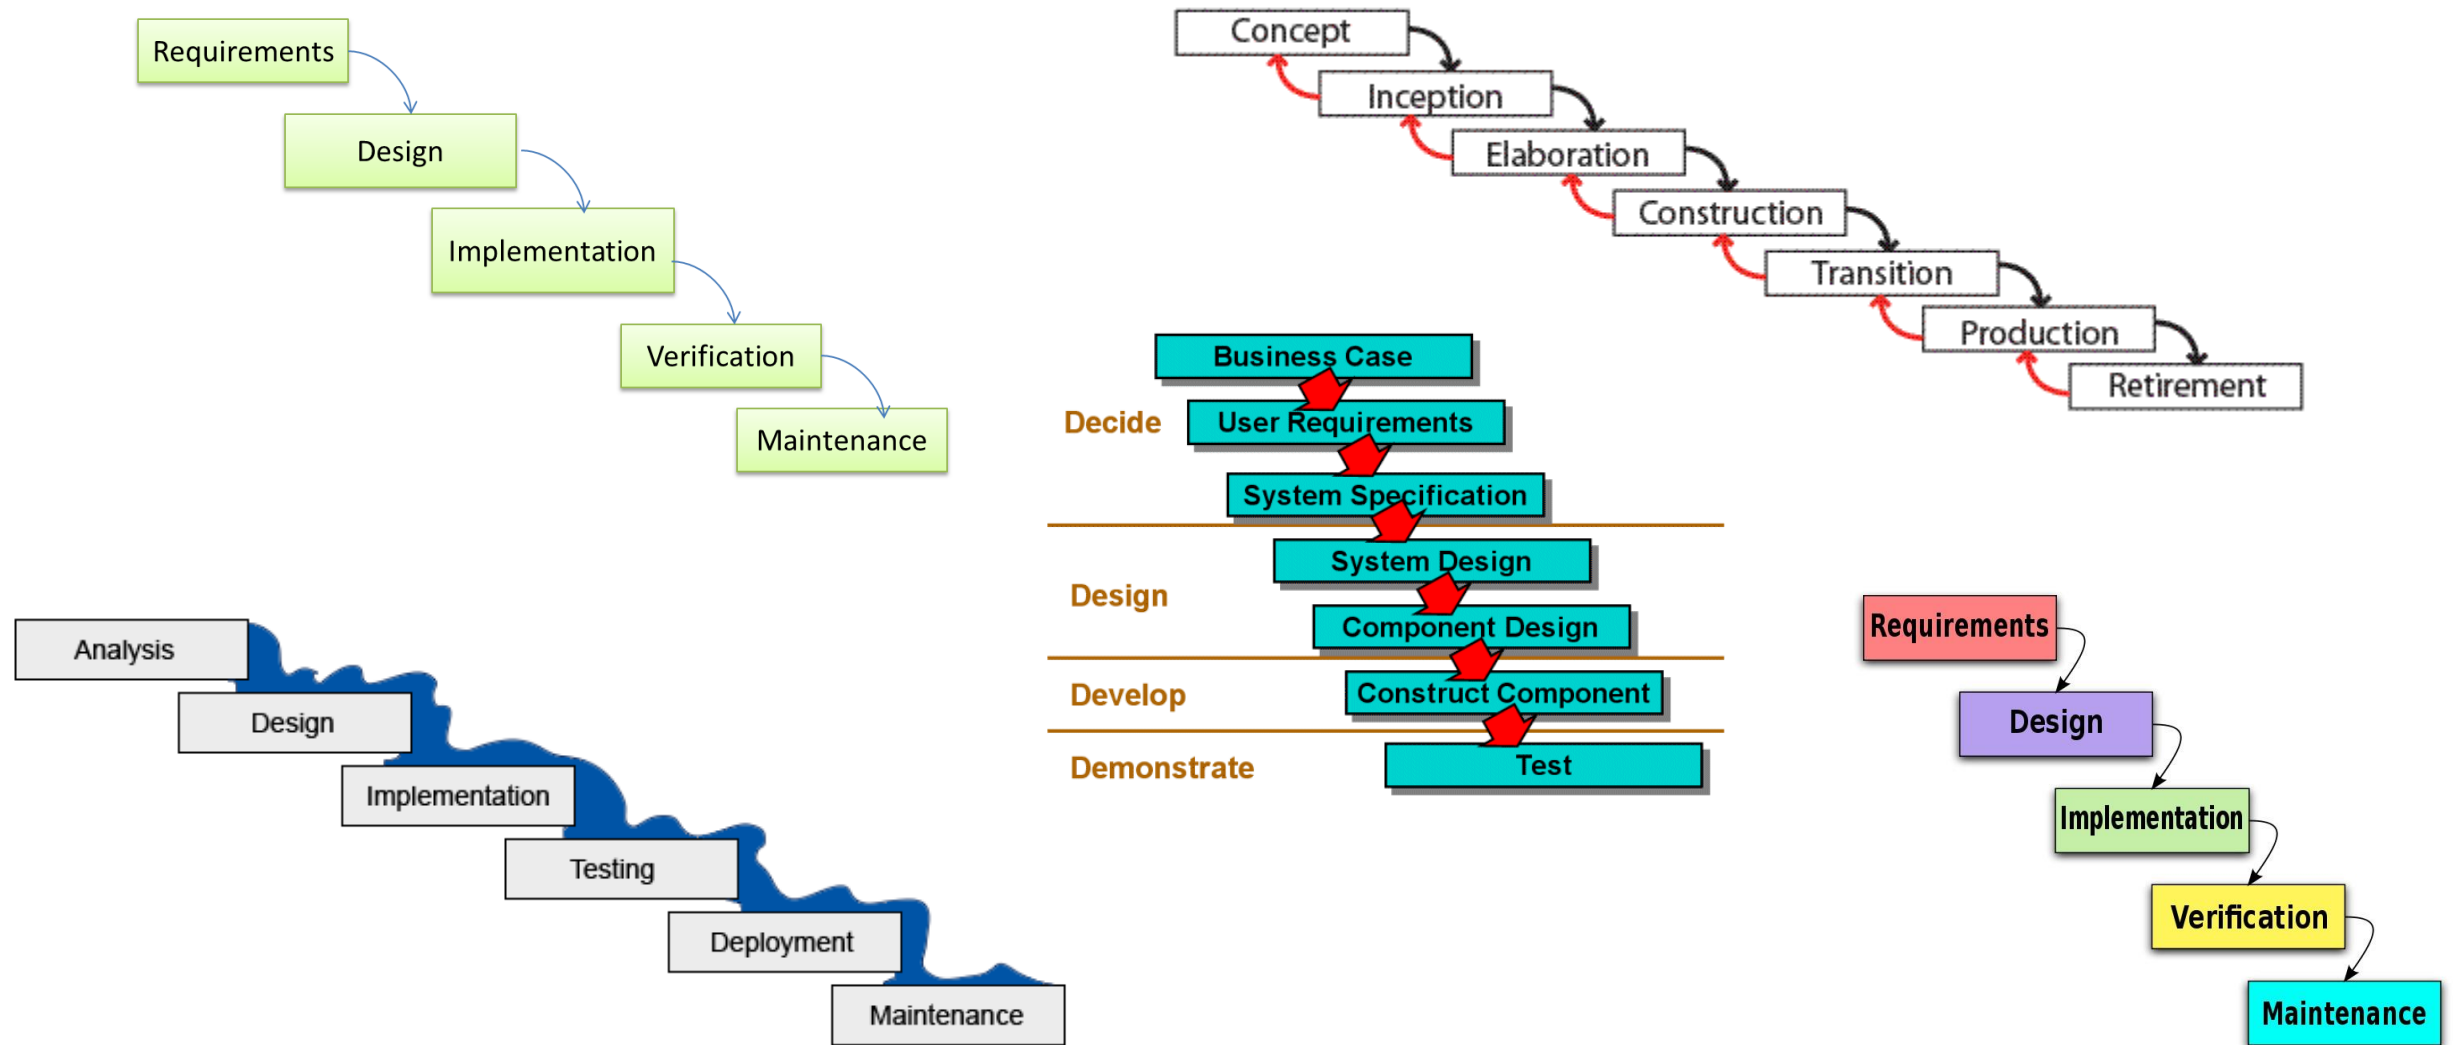 Requirements
Design
Implementation
Verification
Maintenance
Concept
Inception
Elaboration
Construction
Transition
Production
Retirement
Business Case
Decide
User Requirements
System Specification
System Design
Design
Component Design
Develop
Construct Component
Demonstrate
Test
Analysis
Design
Implementation
Testing
Deployment
Maintenance
Requirements
Design
Implementation
Verification
Maintenance